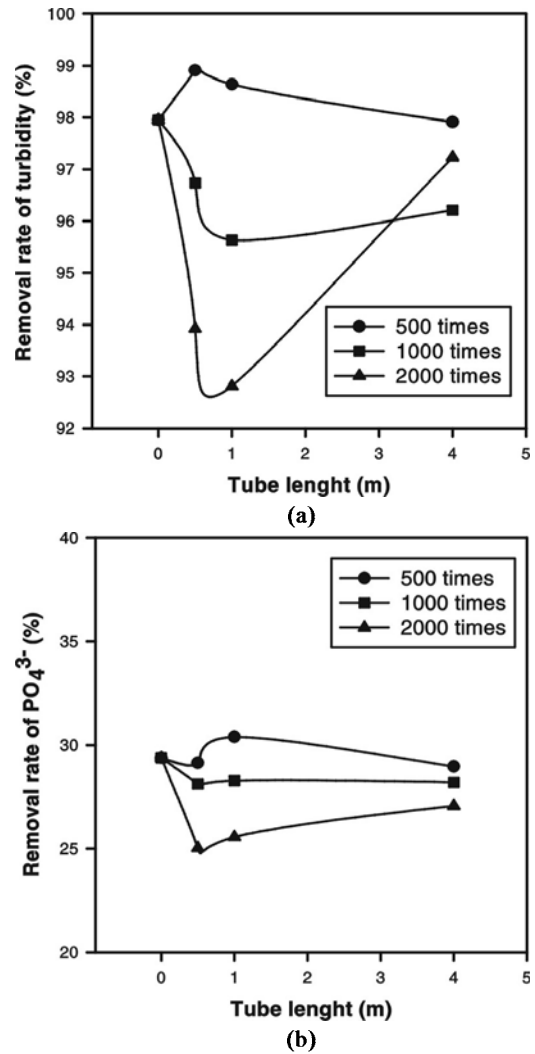 100
99
98
97
96
95
94
93
92
Removal rate of turbidity (%)
500 times
1000 times
2000 times
0 1 2 3 4 5
Tube lenght (m)
(a)
40
35
30
25
20
Removal rate of PO₄³⁻ (%)
500 times
1000 times
2000 times
0 1 2 3 4 5
Tube lenght (m)
(b)